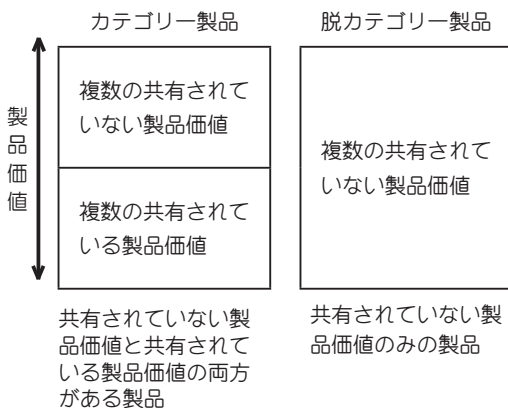 カテゴリー製品
脱カテゴリー製品
製品価値
複数の共有されて
いない製品価値
複数の共有されて
いる製品価値
複数の共有されて
いない製品価値
共有されていない製
品価値と共有されて
いる製品価値の両方
がある製品
共有されていない製
品価値のみの製品